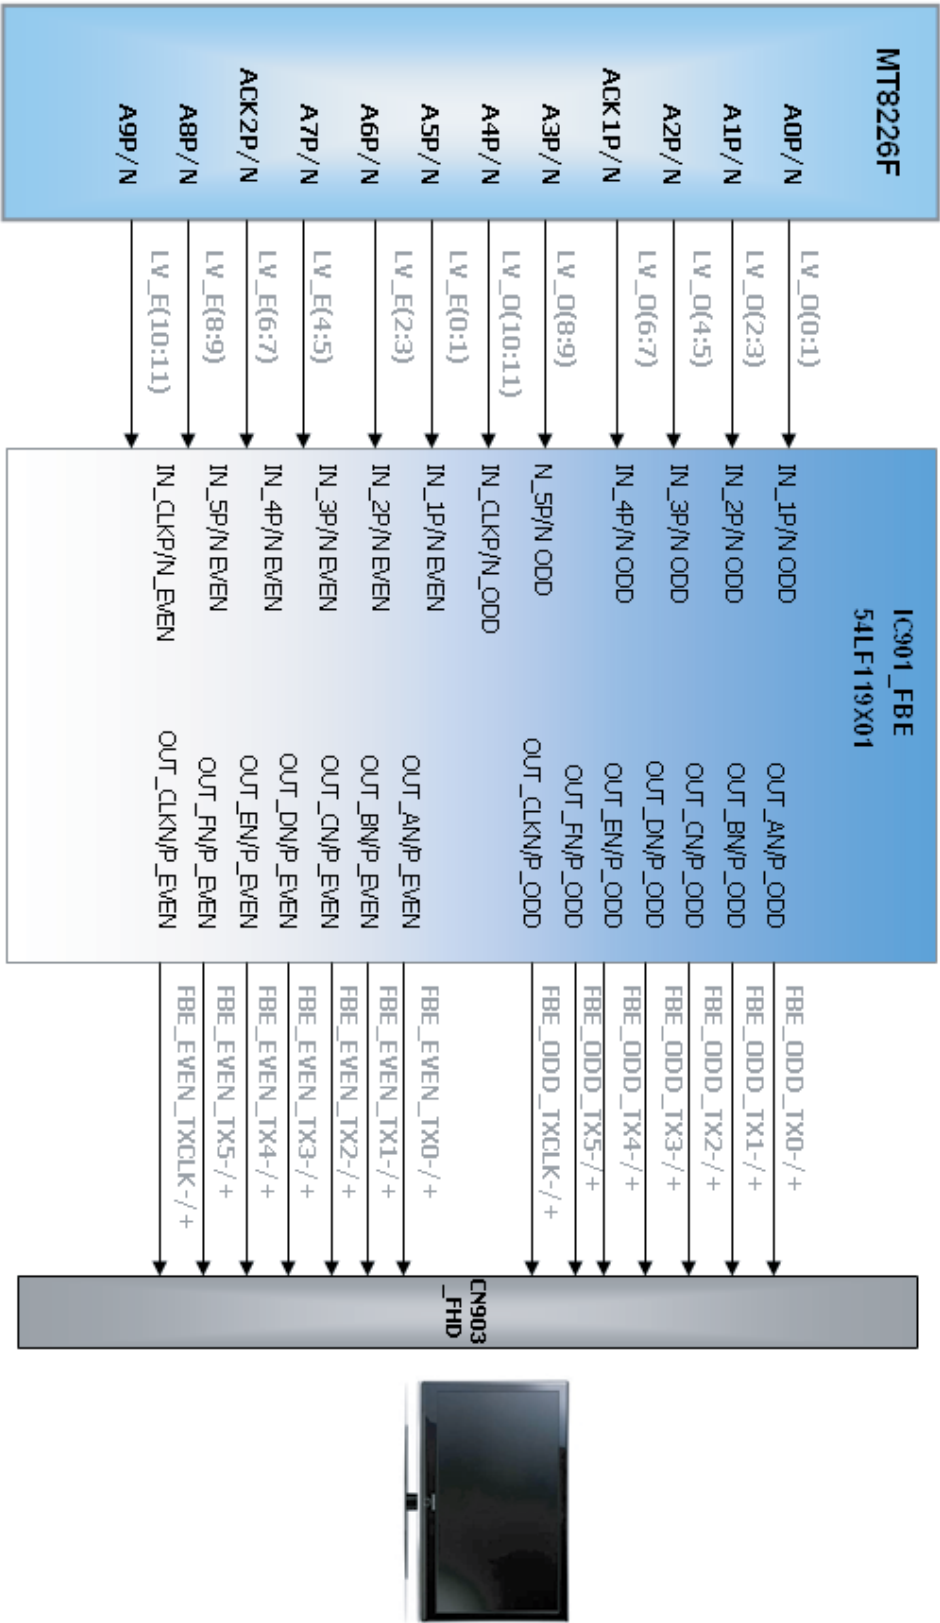 MT8226F
A0P/N
A1P/N
A2P/N
ACK1P/N
A3P/N
A4P/N
A5P/N
A6P/N
A7P/N
ACK2P/N
A8P/N
A9P/N
LV_O(0:1)
LV_O(2:3)
LV_O(4:5)
LV_O(6:7)
LV_O(8:9)
LV_O(10:11)
LV_E(0:1)
LV_E(2:3)
LV_E(4:5)
LV_E(6:7)
LV_E(8:9)
LV_E(10:11)
IC901_FBE
54LF119X01
IN_1P/N ODD
IN_2P/N ODD
IN_3P/N ODD
IN_4P/N ODD
N_5P/N ODD
IN_CLKP/N_ODD
IN_1P/N EVEN
IN_2P/N EVEN
IN_3P/N EVEN
IN_4P/N EVEN
IN_5P/N EVEN
IN_CLKP/N_EVEN
OUT_AN/P_ODD
OUT_BN/P_ODD
OUT_CN/P_ODD
OUT_DN/P_ODD
OUT_EN/P_ODD
OUT_FN/P_ODD
OUT_CLKN/P_ODD
OUT_AN/P_EVEN
OUT_BN/P_EVEN
OUT_CN/P_EVEN
OUT_DN/P_EVEN
OUT_EN/P_EVEN
OUT_FN/P_EVEN
OUT_CLKN/P_EVEN
FBE_ODD_TX0-/+
FBE_ODD_TX1-/+
FBE_ODD_TX2-/+
FBE_ODD_TX3-/+
FBE_ODD_TX4-/+
FBE_ODD_TX5-/+
FBE_ODD_TXCLK-/+
FBE_EVEN_TX0-/+
FBE_EVEN_TX1-/+
FBE_EVEN_TX2-/+
FBE_EVEN_TX3-/+
FBE_EVEN_TX4-/+
FBE_EVEN_TX5-/+
FBE_EVEN_TXCLK-/+
CN903
_FHD